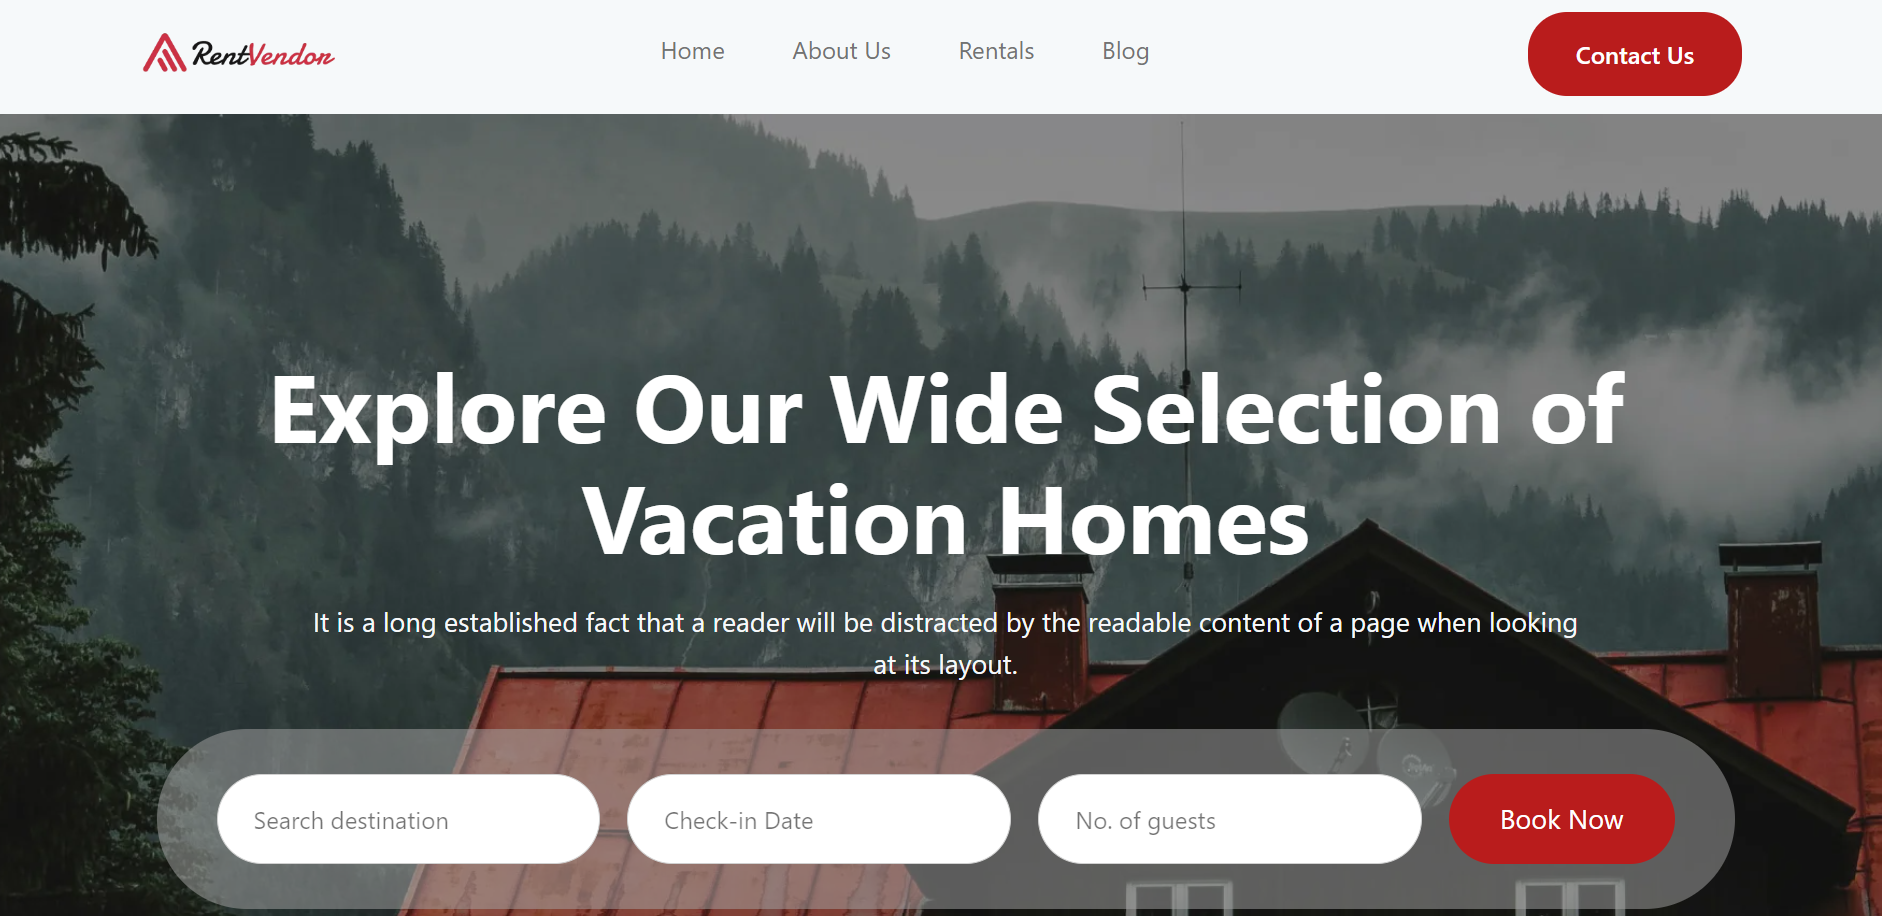 RentVendor
Home About Us Rentals Blog
Contact Us
Explore Our Wide Selection of
Vacation Homes
It is a long established fact that a reader will be distracted by the readable content of a page when looking
at its layout.
Search destination Check-in Date No. of guests Book Now